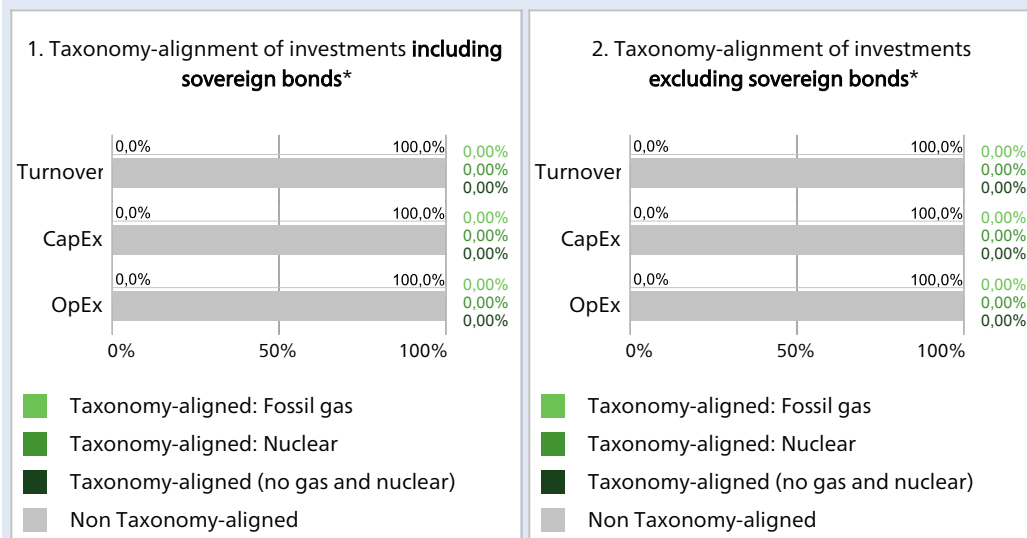 1. Taxonomy-alignment of investments including
sovereign bonds*
0,0% 100,0% 0,00%
Turnover 0,00%
0,00%
0,0% 100,0% 0,00%
CapEx 0,00%
0,00%
0,0% 100,0% 0,00%
OpEx 0,00%
0,00%
0% 50% 100%
Taxonomy-aligned: Fossil gas
Taxonomy-aligned: Nuclear
Taxonomy-aligned (no gas and nuclear)
Non Taxonomy-aligned
2. Taxonomy-alignment of investments
excluding sovereign bonds*
0,0% 100,0% 0,00%
Turnover 0,00%
0,00%
0,0% 100,0% 0,00%
CapEx 0,00%
0,00%
0,0% 100,0% 0,00%
OpEx 0,00%
0,00%
0% 50% 100%
Taxonomy-aligned: Fossil gas
Taxonomy-aligned: Nuclear
Taxonomy-aligned (no gas and nuclear)
Non Taxonomy-aligned